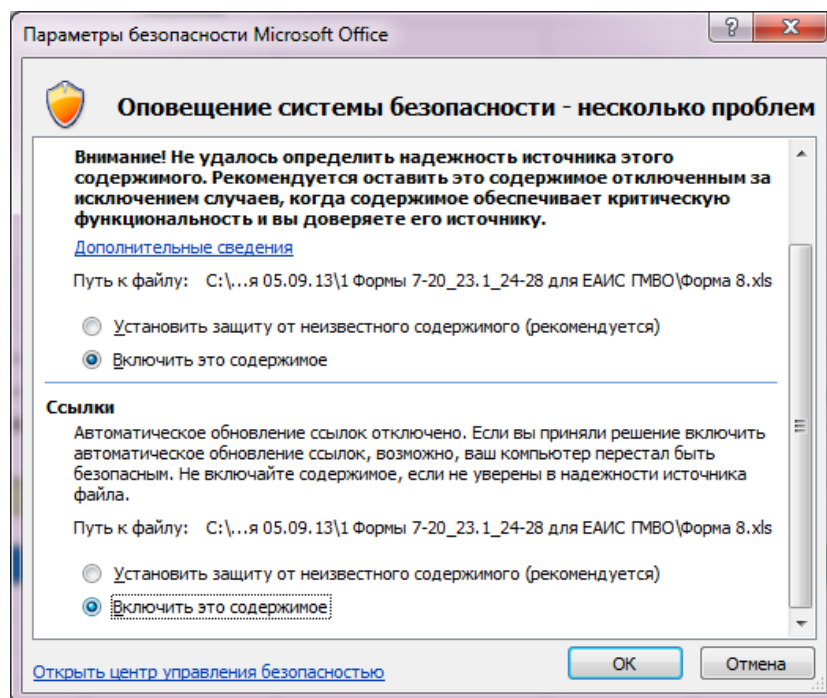 Параметры безопасности Microsoft Office
Оповещение системы безопасности - несколько проблем
Внимание! Не удалось определить надежность источника этого
содержимого. Рекомендуется оставить это содержимое отключенным за
исключением случаев, когда содержимое обеспечивает критическую
функциональность и вы доверяете его источнику.
Дополнительные сведения
Путь к файлу: C:\...я 05.09.13\1 Формы 7-20_23.1_24-28 для ЕАИС ГМВО\Форма 8.xls
Установить защиту от неизвестного содержимого (рекомендуется)
Включить это содержимое
Ссылки
Автоматическое обновление ссылок отключено. Если вы приняли решение включить
автоматическое обновление ссылок, возможно, ваш компьютер перестал быть
безопасным. Не включайте содержимое, если не уверены в надежности источника
файла.
Путь к файлу: C:\...я 05.09.13\1 Формы 7-20_23.1_24-28 для ЕАИС ГМВО\Форма 8.xls
Установить защиту от неизвестного содержимого (рекомендуется)
Включить это содержимое
Открыть центр управления безопасностью
ОК
Отмена